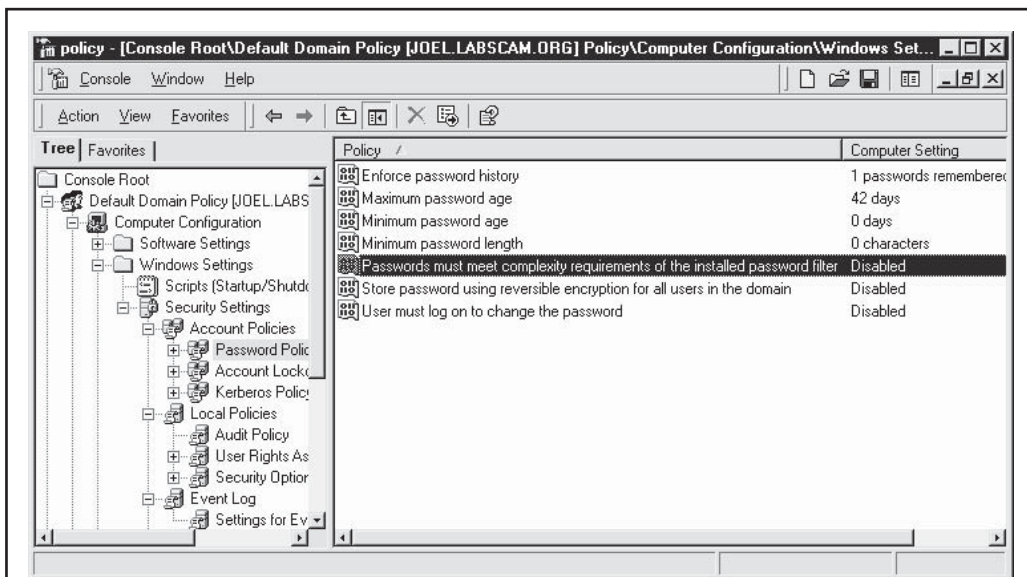 policy - [Console Root\Default Domain Policy [JOEL.LABSCAM.ORG] Policy\Computer Configuration\Windows Set...
Console Window Help
Action View Favorites
Tree Favorites
Policy / Computer Setting
Console Root
Default Domain Policy [JOEL.LABS
Computer Configuration
Software Settings
Windows Settings
Scripts (Startup/Shutdo
Security Settings
Account Policies
Password Polic
Account Locko
Kerberos Policy
Local Policies
Audit Policy
User Rights As
Security Option
Event Log
Settings for Ev
Enforce password history 1 passwords remembered
Maximum password age 42 days
Minimum password age 0 days
Minimum password length 0 characters
Passwords must meet complexity requirements of the installed password filter Disabled
Store password using reversible encryption for all users in the domain Disabled
User must log on to change the password Disabled